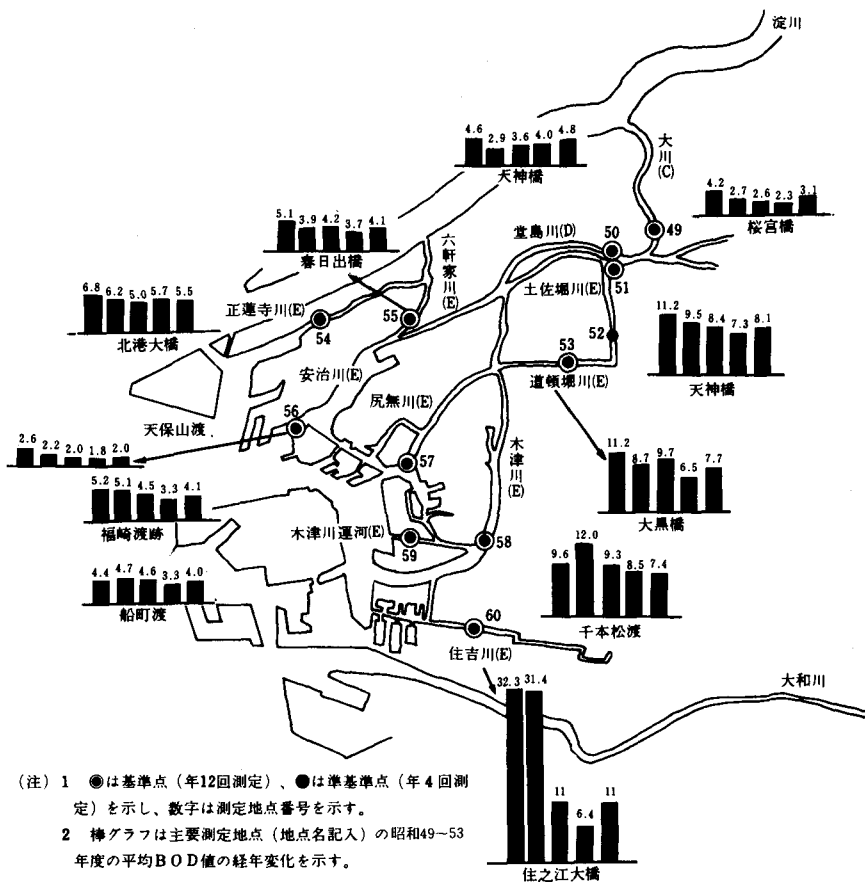 淀川
4.6 2.9 3.6 4.0 4.8
天神橋
大川(C)
4.2 2.7 2.6 2.3 3.1
桜宮橋
5.1 3.9 4.2 3.7 4.1
春日出橋
六軒家川(E)
堂島川(D)
50
49
土佐堀川(E)
51
6.8 6.2 5.0 5.7 5.5
北港大橋
正蓮寺川(E)
54
55
52
53
道頓堀川(E)
11.2 9.5 8.4 7.3 8.1
天神橋
安治川(E)
尻無川(E)
天保山渡
56
2.6 2.2 2.0 1.8 2.0
木津川(E)
57
11.2 8.7 9.7 6.5 7.7
大黒橋
5.2 5.1 4.5 3.3 4.1
福崎渡跡
木津川運河(E)
59
58
9.6 12.0 9.3 8.5 7.4
千本松渡
4.4 4.7 4.6 3.3 4.0
船町渡
60
住吉川(E)
大和川
32.3 31.4 11 6.4 11
住之江大橋
(注) 1 ◉は基準点(年12回測定)、●は準基準点(年4回測
定)を示し、数字は測定地点番号を示す。
2 棒グラフは主要測定地点(地点名記入)の昭和49~53
年度の平均BOD値の経年変化を示す。